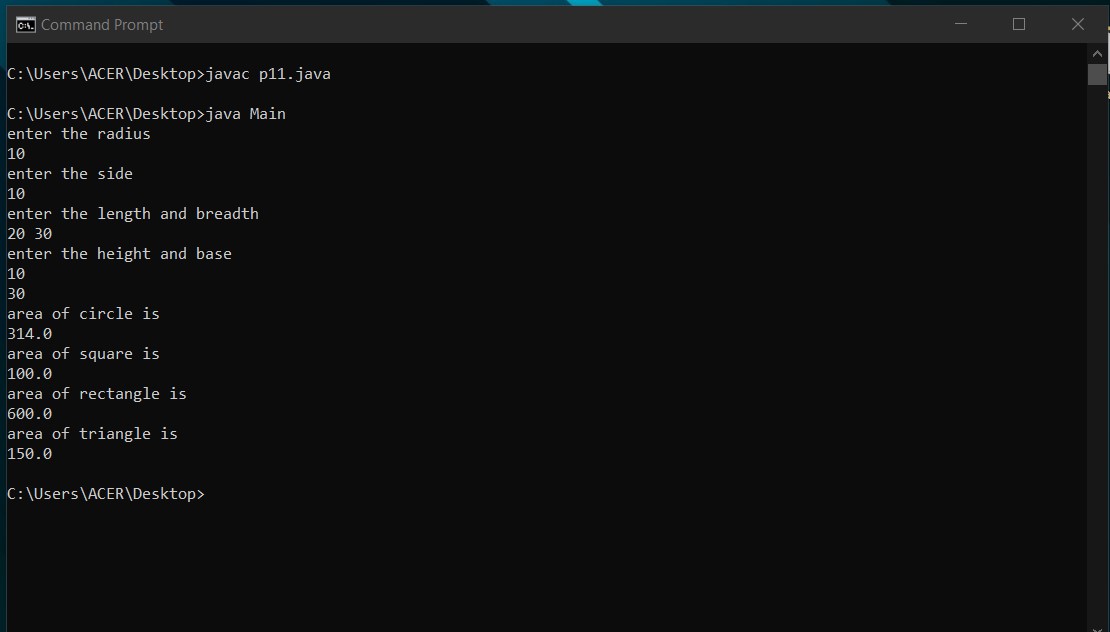 Command Prompt
C:\Users\ACER\Desktop>javac p11.java
C:\Users\ACER\Desktop>java Main
enter the radius
10
enter the side
10
enter the length and breadth
20 30
enter the height and base
10
30
area of circle is
314.0
area of square is
100.0
area of rectangle is
600.0
area of triangle is
150.0
C:\Users\ACER\Desktop>